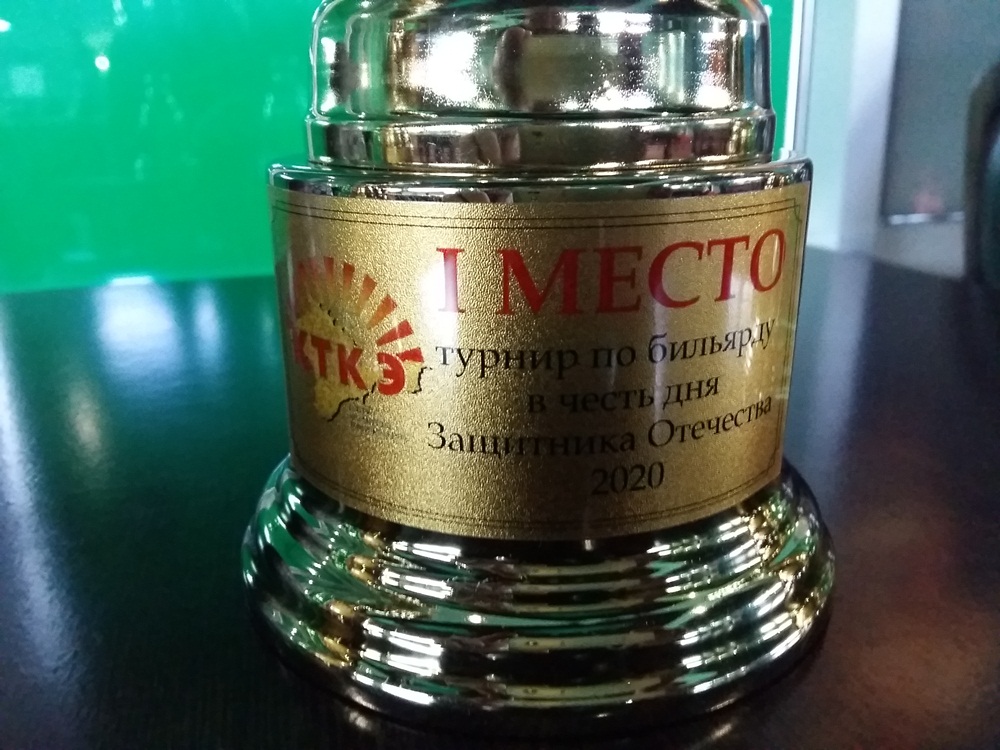 КТКЭ
I МЕСТО
турнир по бильярду
в честь дня
Защитника Отечества
2020